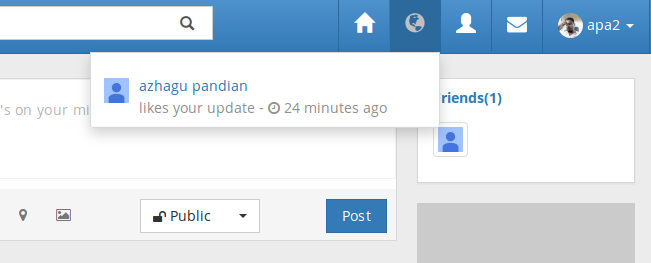 apa2
azhagu pandian
likes your update - 24 minutes ago
's on your mi
riends(1)
Public
Post